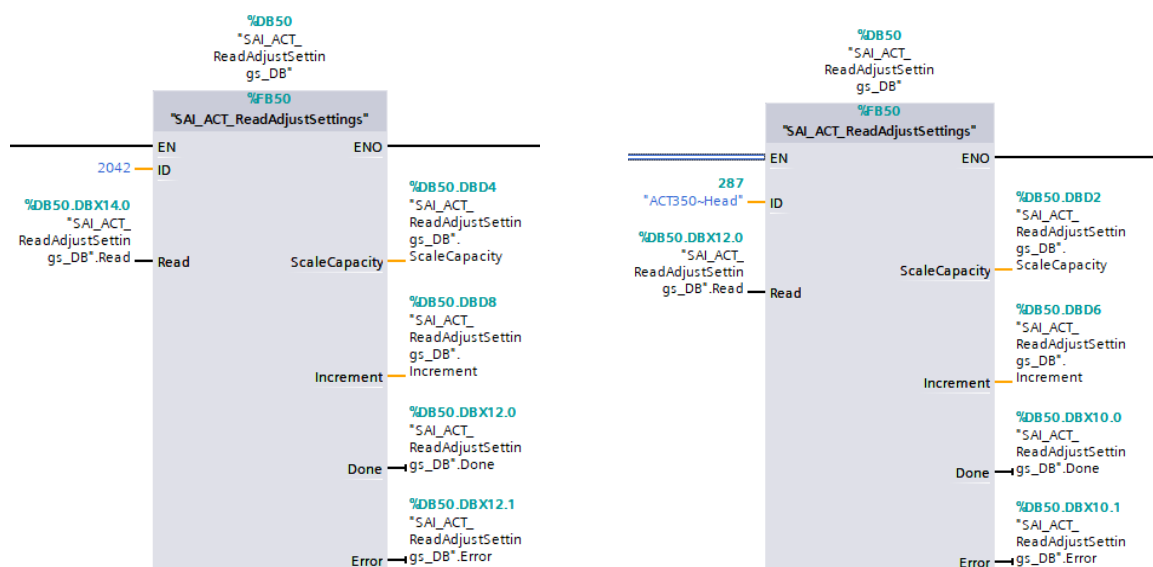 %DB50
"SAI_ACT_
ReadAdjustSettin
gs_DB"
%FB50
"SAI_ACT_ReadAdjustSettings"
EN
ENO
2042
ID
%DB50.DBX14.0
"SAI_ACT_
ReadAdjustSettin
gs_DB".Read
Read
%DB50.DBD4
"SAI_ACT_
ReadAdjustSettin
gs_DB".
ScaleCapacity
ScaleCapacity
%DB50.DBD8
"SAI_ACT_
ReadAdjustSettin
gs_DB".
Increment
Increment
%DB50.DBX12.0
"SAI_ACT_
ReadAdjustSettin
gs_DB".Done
Done
%DB50.DBX12.1
"SAI_ACT_
ReadAdjustSettin
gs_DB".Error
Error
%DB50
"SAI_ACT_
ReadAdjustSettin
gs_DB"
%FB50
"SAI_ACT_ReadAdjustSettings"
EN
ENO
287
"ACT350~Head"
ID
%DB50.DBX12.0
"SAI_ACT_
ReadAdjustSettin
gs_DB".Read
Read
%DB50.DBD2
"SAI_ACT_
ReadAdjustSettin
gs_DB".
ScaleCapacity
ScaleCapacity
%DB50.DBD6
"SAI_ACT_
ReadAdjustSettin
gs_DB".
Increment
Increment
%DB50.DBX10.0
"SAI_ACT_
ReadAdjustSettin
gs_DB".Done
Done
%DB50.DBX10.1
"SAI_ACT_
ReadAdjustSettin
gs_DB".Error
Error